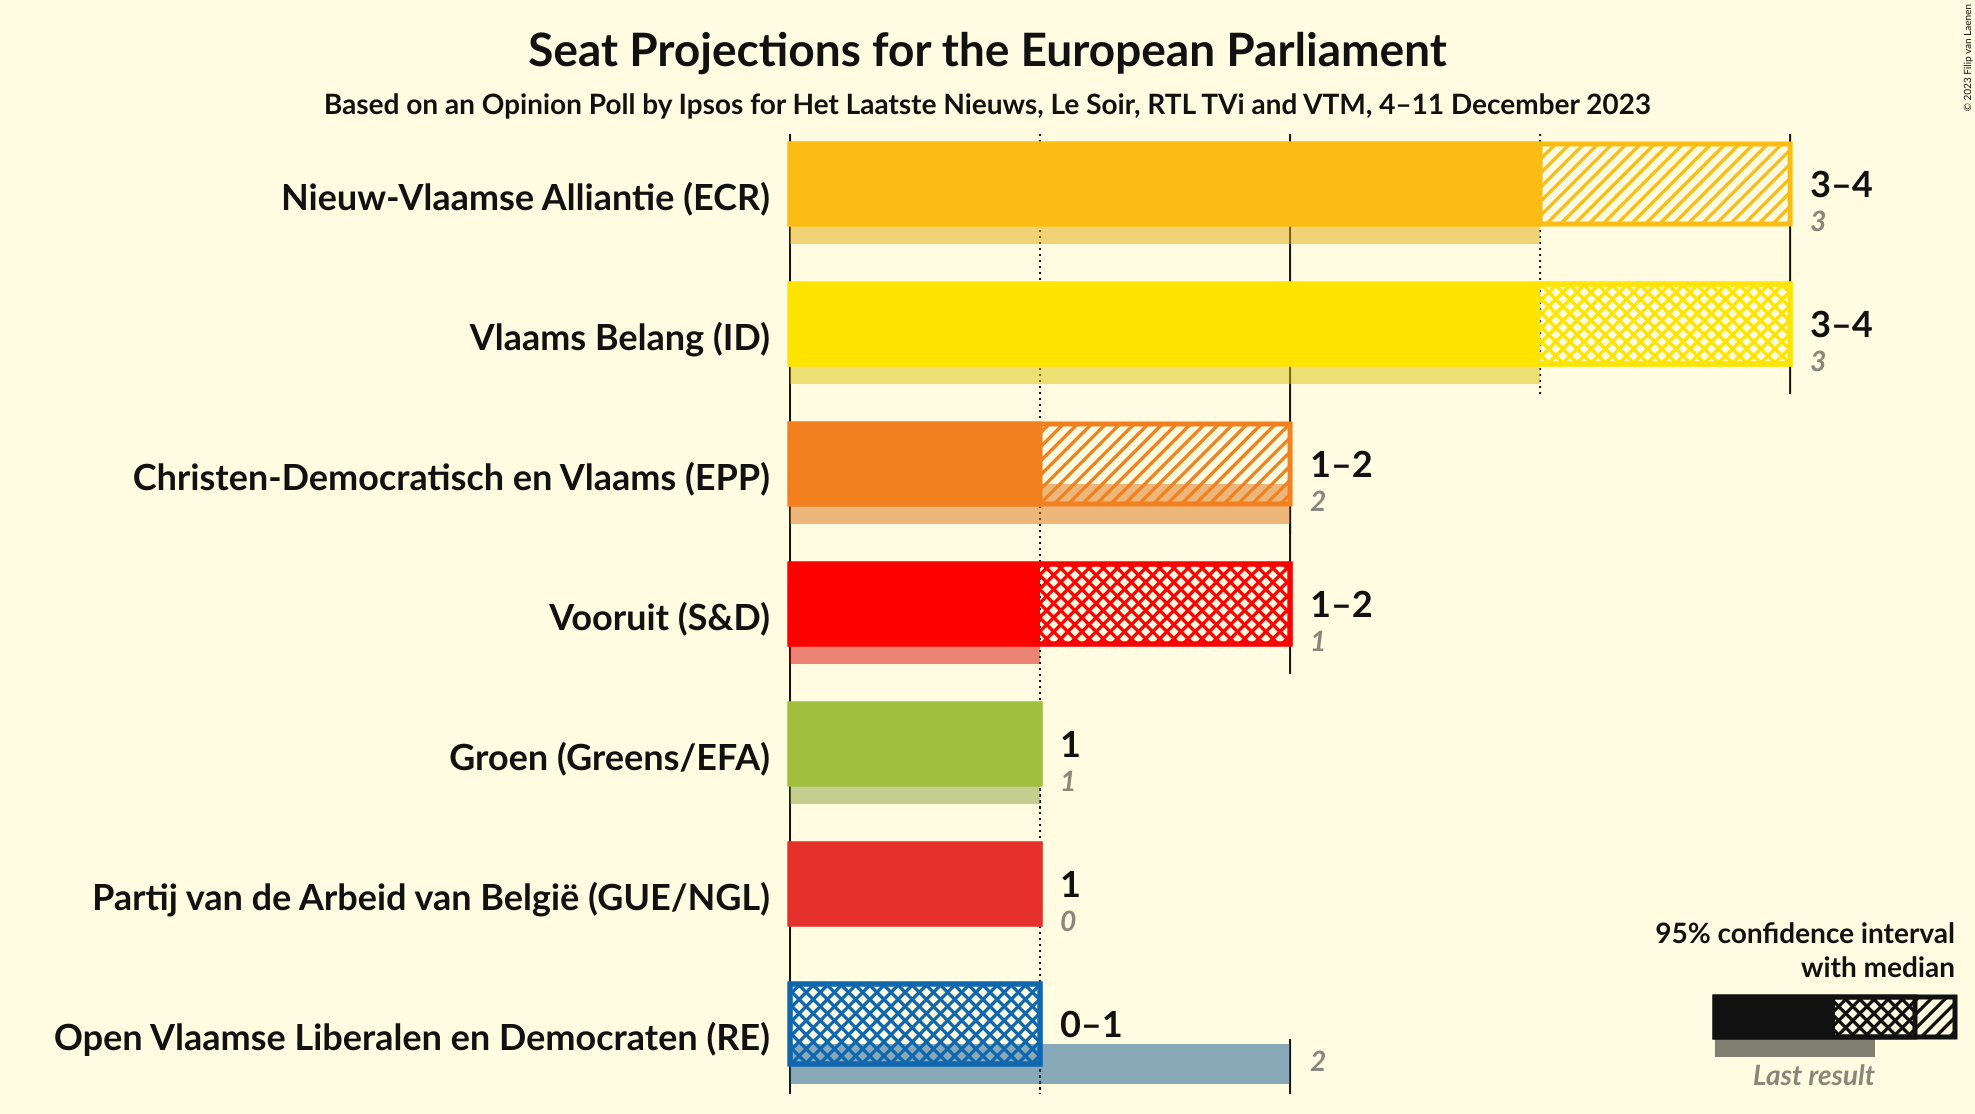 Seat Projections for the European Parliament
Based on an Opinion Poll by Ipsos for Het Laatste Nieuws, Le Soir, RTL TVi and VTM, 4–11 December 2023
© 2023 Filip van Laenen
Nieuw-Vlaamse Alliantie (ECR)
3–4
3
Vlaams Belang (ID)
3–4
3
Christen-Democratisch en Vlaams (EPP)
1–2
2
Vooruit (S&D)
1–2
1
Groen (Greens/EFA)
1
1
Partij van de Arbeid van België (GUE/NGL)
1
0
Open Vlaamse Liberalen en Democraten (RE)
0–1
2
95% confidence interval
with median
Last result